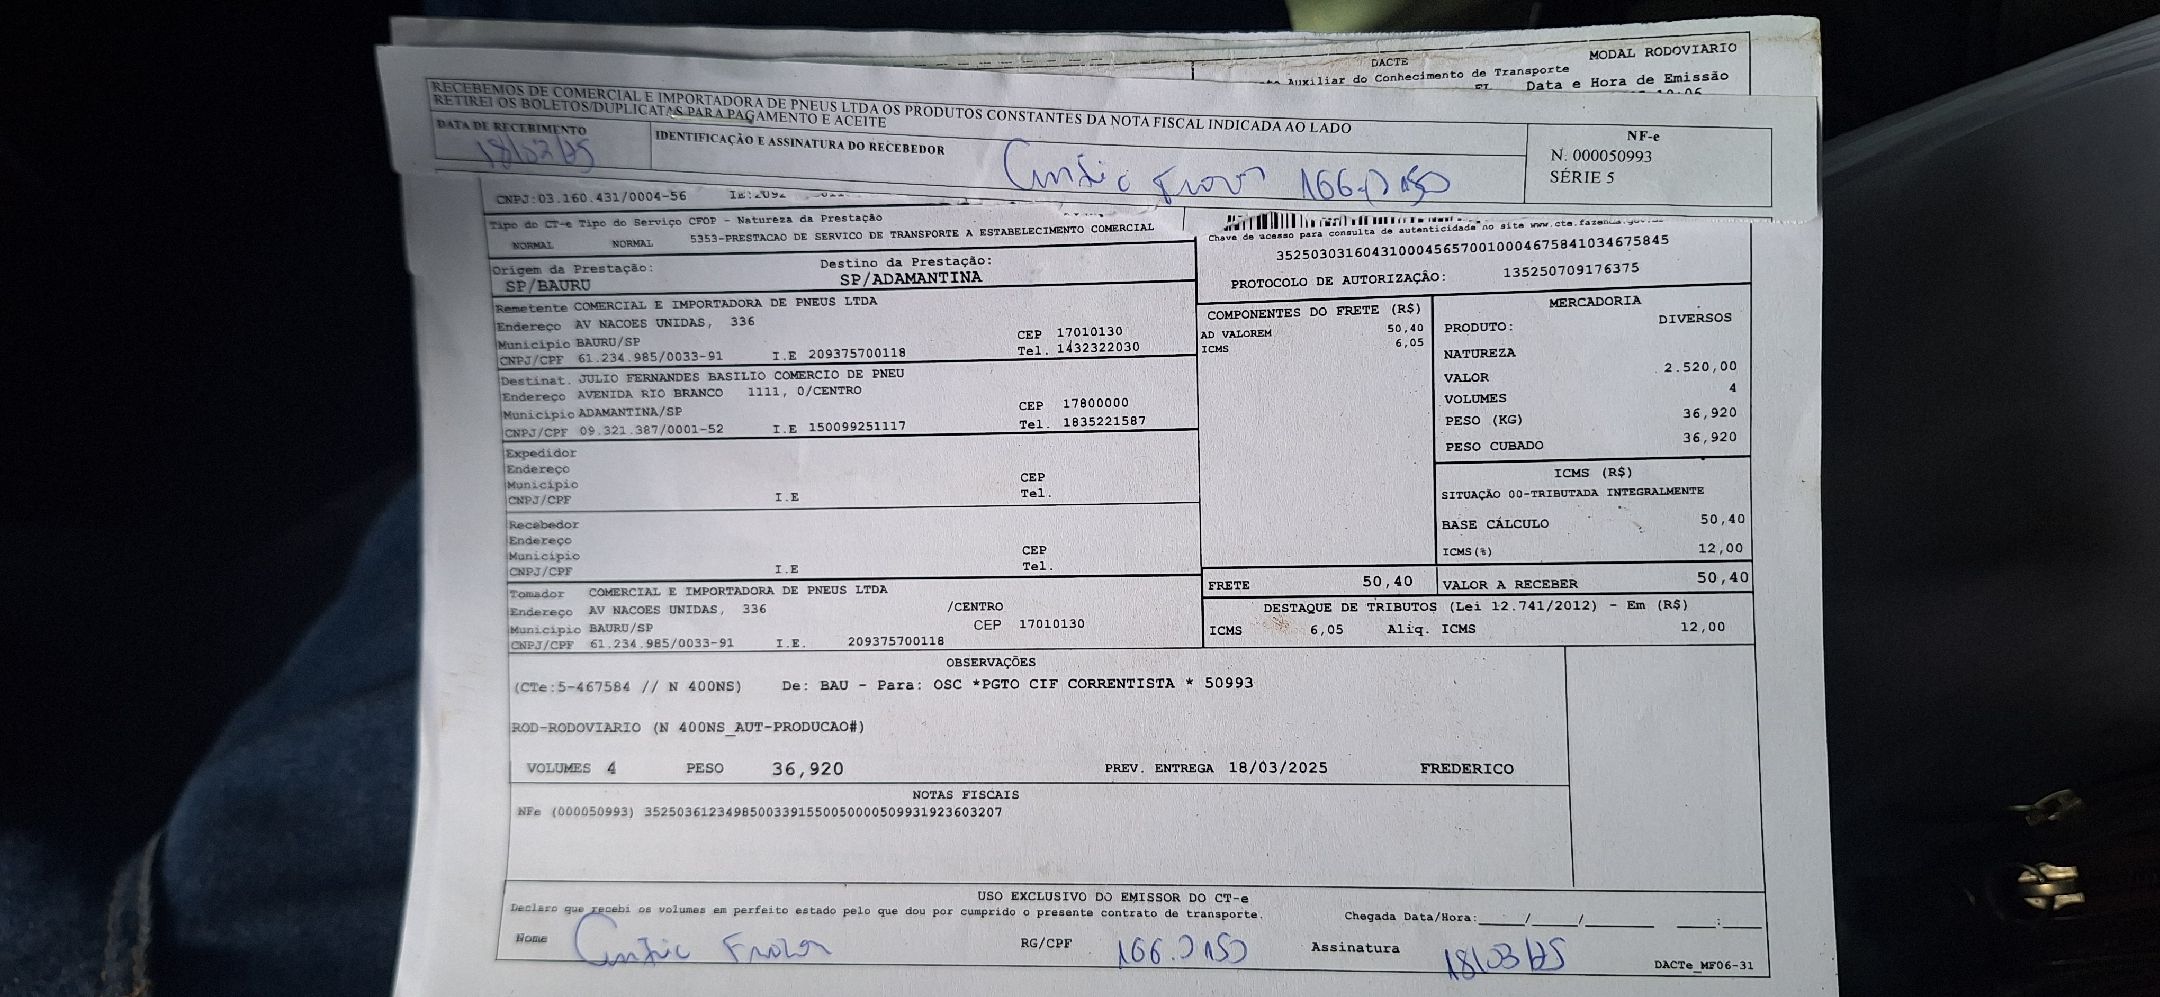 DACTE
MODAL RODOVIARIO
Auxiliar do Conhecimento de Transporte
Data e Hora de Emissão
RECEBEMOS DE COMERCIAL E IMPORTADORA DE PNEUS LTDA OS PRODUTOS CONSTANTES DA NOTA FISCAL INDICADA AO LADO
RETIREI OS BOLETOS/DUPLICATAS PARA PAGAMENTO E ACEITE
DATA DE RECEBIMENTO
IDENTIFICAÇÃO E ASSINATURA DO RECEBEDOR
NF-e
N. 000050993
SÉRIE 5
CNPJ:03.160.431/0004-56
Tipo do CT-e Tipo do Serviço CFOP - Natureza da Prestação
NORMAL NORMAL 5353-PRESTACAO DE SERVICO DE TRANSPORTE A ESTABELECIMENTO COMERCIAL
Chave de acesso para consulta de autenticidade no site www.cte.fazenda.gov
35250303160431000456570010004675841034675845
PROTOCOLO DE AUTORIZAÇÃO: 135250709176375
Origem da Prestação: Destino da Prestação:
SP/BAURU SP/ADAMANTINA
Remetente COMERCIAL E IMPORTADORA DE PNEUS LTDA
Endereço AV NACOES UNIDAS, 336
Município BAURU/SP CEP 17010130
CNPJ/CPF 61.234.985/0033-91 I.E 209375700118 Tel. 1432322030
Destinat. JULIO FERNANDES BASILIO COMERCIO DE PNEU
Endereço AVENIDA RIO BRANCO 1111, 0/CENTRO
Município ADAMANTINA/SP CEP 17800000
CNPJ/CPF 09.321.387/0001-52 I.E 150099251117 Tel. 1835221587
Expedidor
Endereço
Município CEP
CNPJ/CPF I.E Tel.
Recebedor
Endereço
Município CEP
CNPJ/CPF I.E Tel.
Tomador COMERCIAL E IMPORTADORA DE PNEUS LTDA
Endereço AV NACOES UNIDAS, 336 /CENTRO
Município BAURU/SP CEP 17010130
CNPJ/CPF 61.234.985/0033-91 I.E. 209375700118
COMPONENTES DO FRETE (R$)
AD VALOREM 50,40
ICMS 6,05
MERCADORIA
PRODUTO: DIVERSOS
NATUREZA
VALOR 2.520,00
VOLUMES 4
PESO (KG) 36,920
PESO CUBADO 36,920
ICMS (R$)
SITUAÇÃO 00-TRIBUTADA INTEGRALMENTE
BASE CÁLCULO 50,40
ICMS(%) 12,00
FRETE 50,40 VALOR A RECEBER 50,40
DESTAQUE DE TRIBUTOS (Lei 12.741/2012) - Em (R$)
ICMS 6,05 Aliq. ICMS 12,00
OBSERVAÇÕES
(CTe:5-467584 // N 400NS) De: BAU - Para: OSC *PGTO CIF CORRENTISTA * 50993
ROD-RODOVIARIO (N 400NS_AUT-PRODUCAO#)
VOLUMES 4 PESO 36,920 PREV. ENTREGA 18/03/2025 FREDERICO
NOTAS FISCAIS
NFe (000050993) 35250361234985003391550050000509931923603207
USO EXCLUSIVO DO EMISSOR DO CT-e
Declaro que recebi os volumes em perfeito estado pelo que dou por cumprido o presente contrato de transporte.
Chegada Data/Hora:____/____/______ ___:___
Nome RG/CPF Assinatura 18/03/25
DACTe_MF06-31